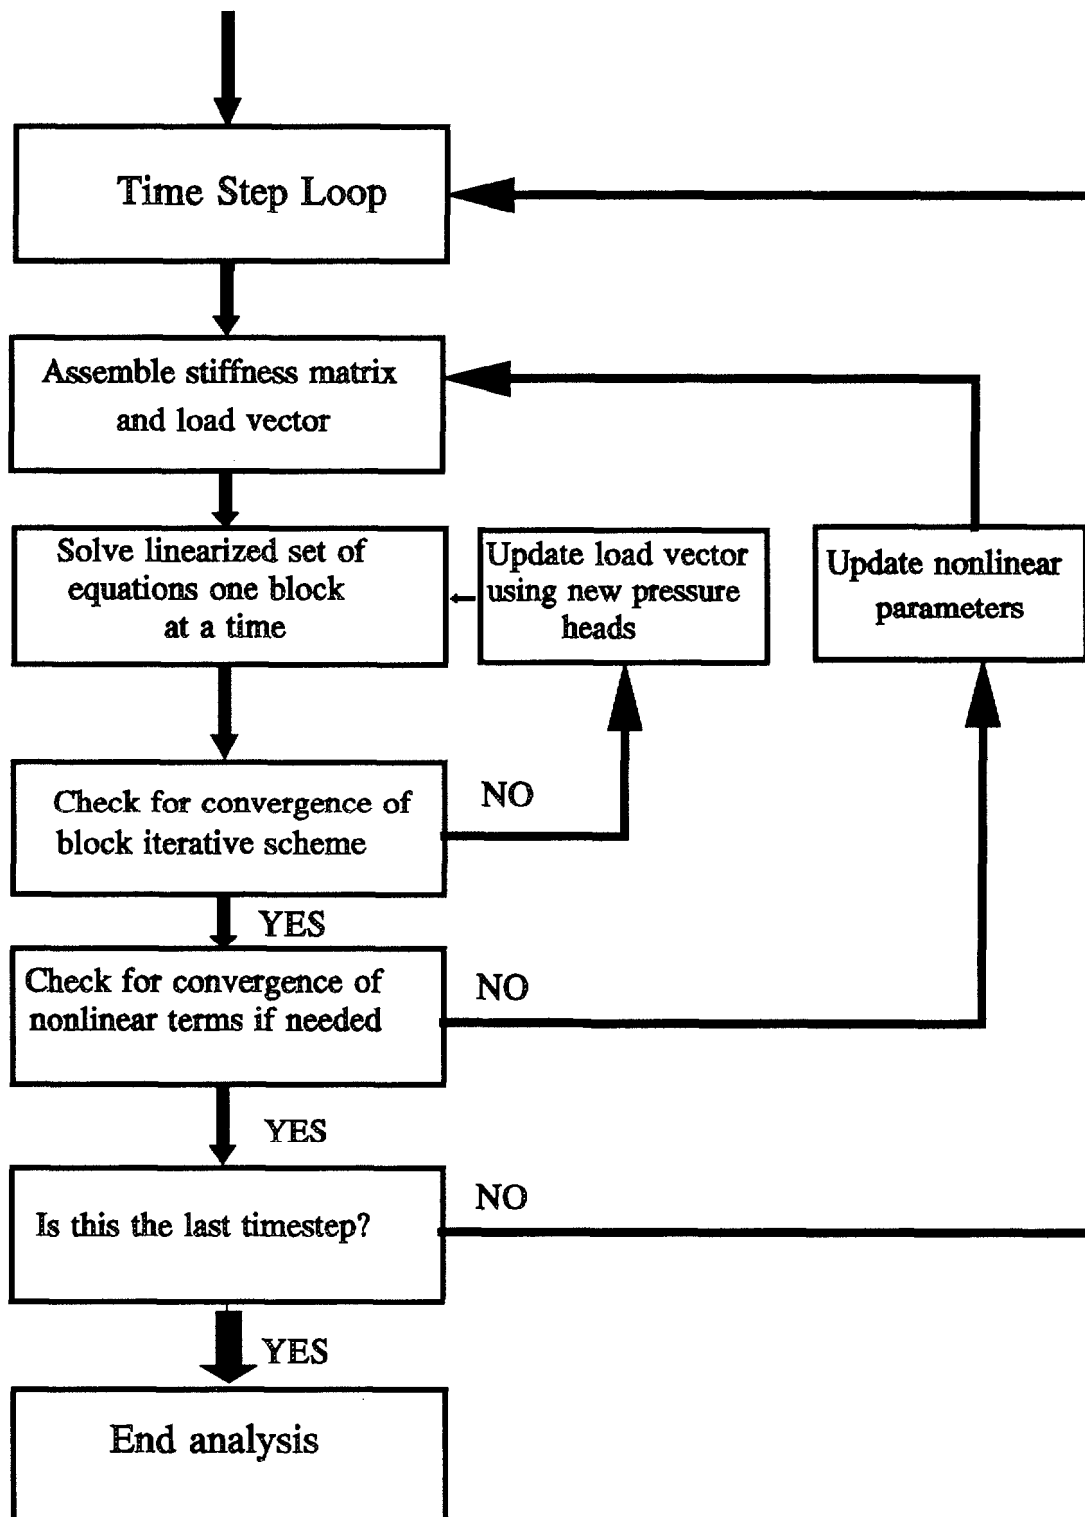 Time Step Loop
Assemble stiffness matrix
and load vector
Solve linearized set of
equations one block
at a time
Update load vector
using new pressure
heads
Update nonlinear
parameters
Check for convergence of
block iterative scheme
NO
YES
Check for convergence of
nonlinear terms if needed
NO
YES
Is this the last timestep?
NO
YES
End analysis